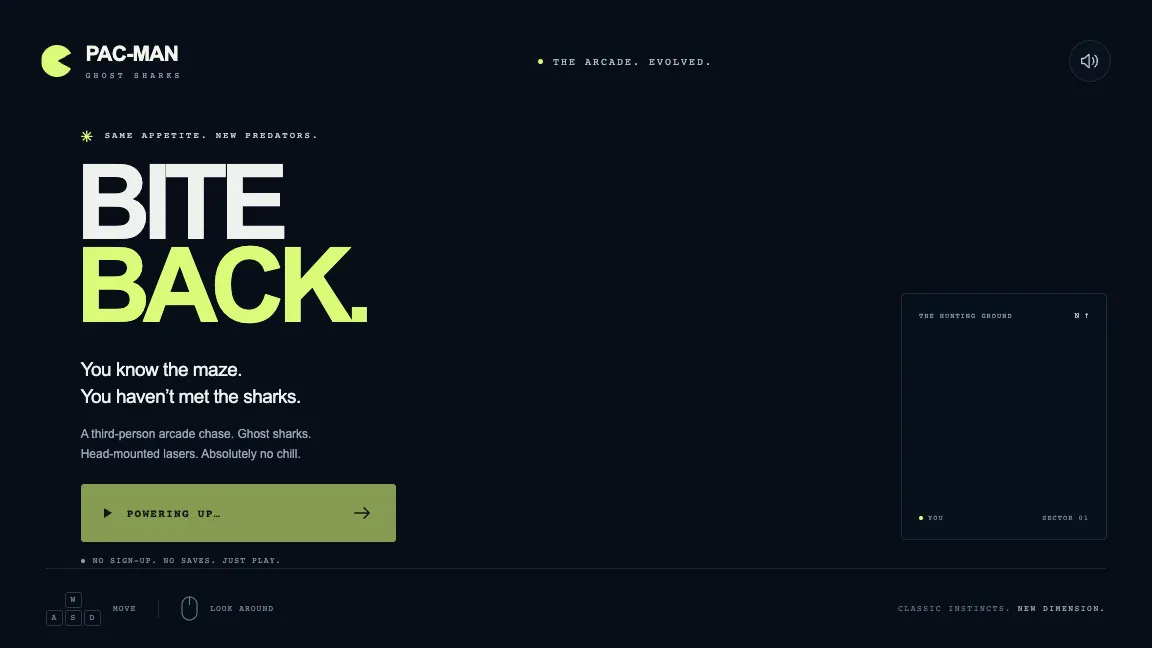 PAC-MAN
GHOST SHARKS
THE ARCADE. EVOLVED.
SAME APPETITE. NEW PREDATORS.
BITE
BACK.
You know the maze.
You haven’t met the sharks.
A third-person arcade chase. Ghost sharks.
Head-mounted lasers. Absolutely no chill.
POWERING UP…
NO SIGN-UP. NO SAVES. JUST PLAY.
THE HUNTING GROUND N ↑
YOU SECTOR 01
W
A S D
MOVE
LOOK AROUND
CLASSIC INSTINCTS. NEW DIMENSION.